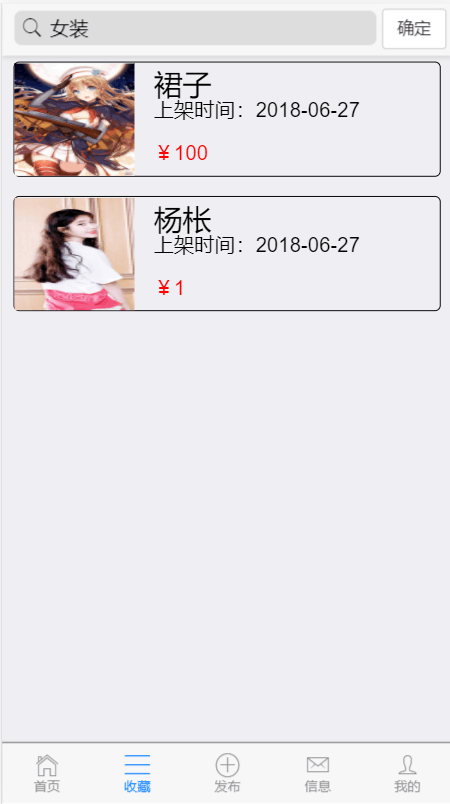 女装
确定
裙子
上架时间：2018-06-27
￥100
杨枨
上架时间：2018-06-27
￥1
首页
收藏
发布
信息
我的